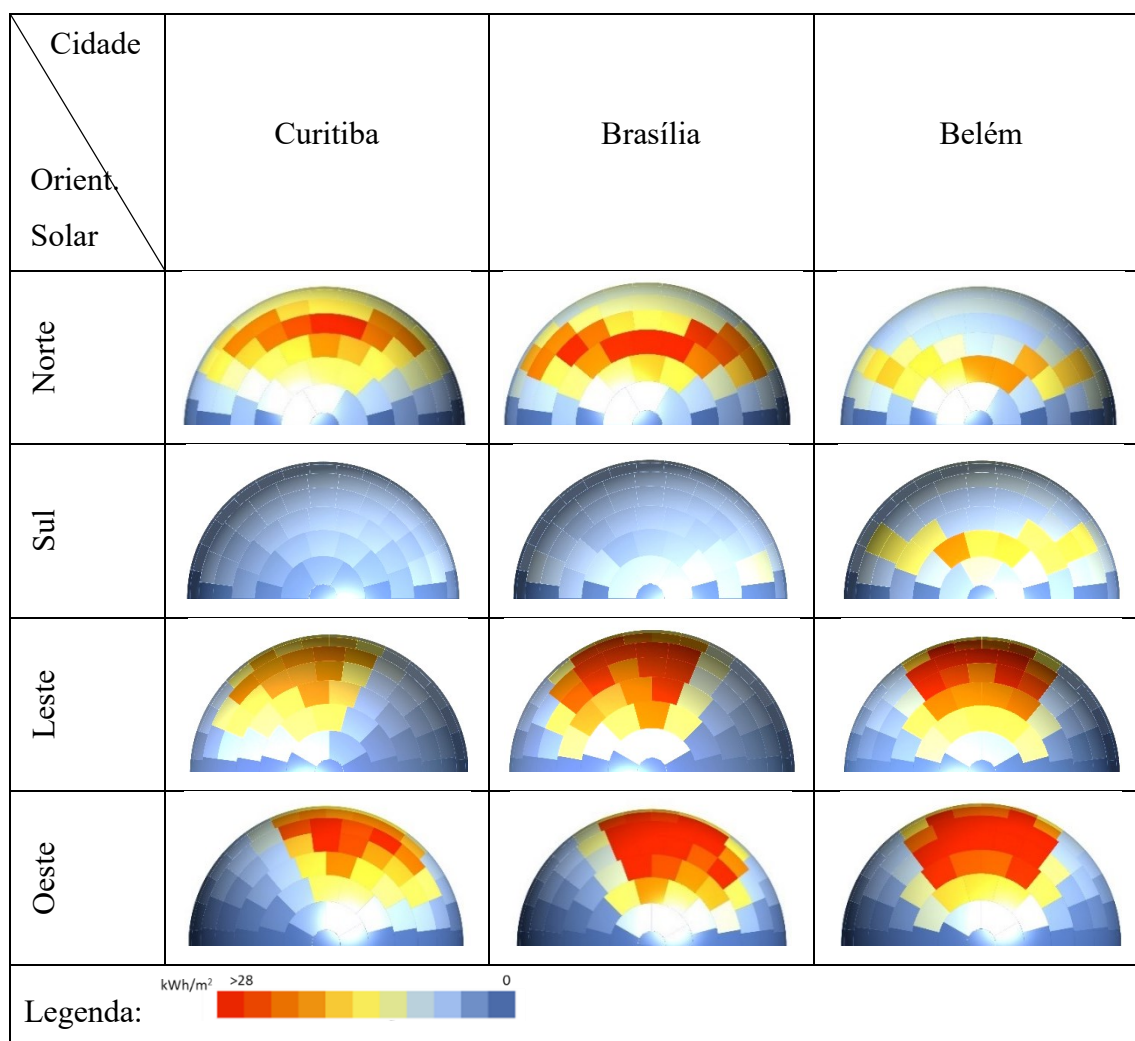 Cidade
Orient.
Solar
Curitiba
Brasília
Belém
Norte
Sul
Leste
Oeste
Legenda:
kWh/m² >28 0